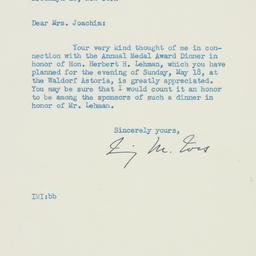 Dear Mrs. Joachim:
Your very kind thought of me in con-
nection with the Annual Medal Award Dinner in
honor of Hon. Herbert H. Lehman, which you have
planned for the evening of Sunday, May 18, at
the Waldorf Astoria, is greatly appreciated.
You may be sure that I would count it an honor
to be among the sponsors of such a dinner in
honor of Mr. Lehman.
Sincerely yours,
IMI:bb